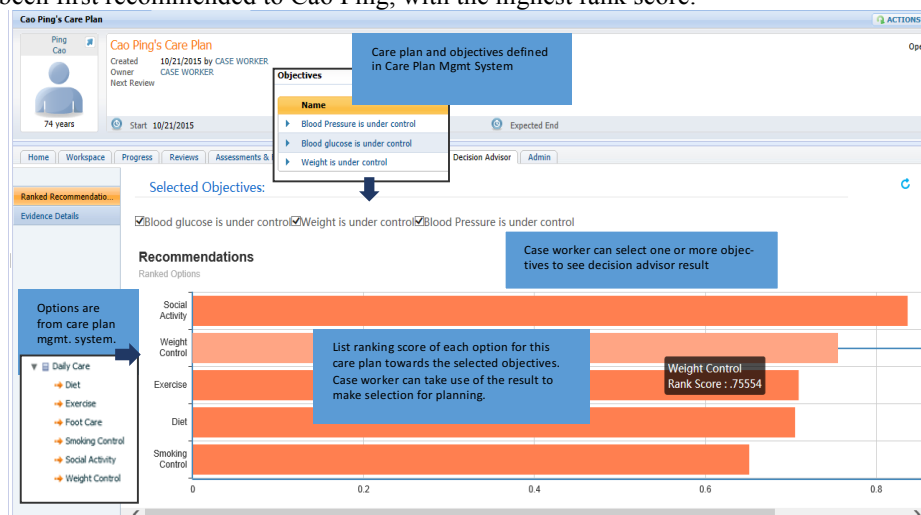 been first recommended to Cao Ping, with the highest rank score.
Cao Ping's Care Plan
ACTIONS
Ping
Cao
74 years
Cao Ping's Care Plan
Created 10/21/2015 by CASE WORKER
Owner CASE WORKER
Next Review
Start 10/21/2015
Expected End
Ope
Objectives
Name
Blood Pressure is under control
Blood glucose is under control
Weight is under control
Care plan and objectives defined
in Care Plan Mgmt System
Home Workspace Progress Reviews Assessments & Decision Advisor Admin
Ranked Recommendatio...
Evidence Details
Selected Objectives:
Blood glucose is under control Weight is under control Blood Pressure is under control
Recommendations
Ranked Options
Case worker can select one or more objec-
tives to see decision advisor result
Options are
from care plan
mgmt. system.
Daily Care
Diet
Exercise
Foot Care
Smoking Control
Social Activity
Weight Control
Social
Activity
Weight
Control
Exercise
Diet
Smoking
Control
List ranking score of each option for this
care plan towards the selected objectives.
Case worker can take use of the result to
make selection for planning.
Weight Control
Rank Score : .75554
0 0.2 0.4 0.6 0.8